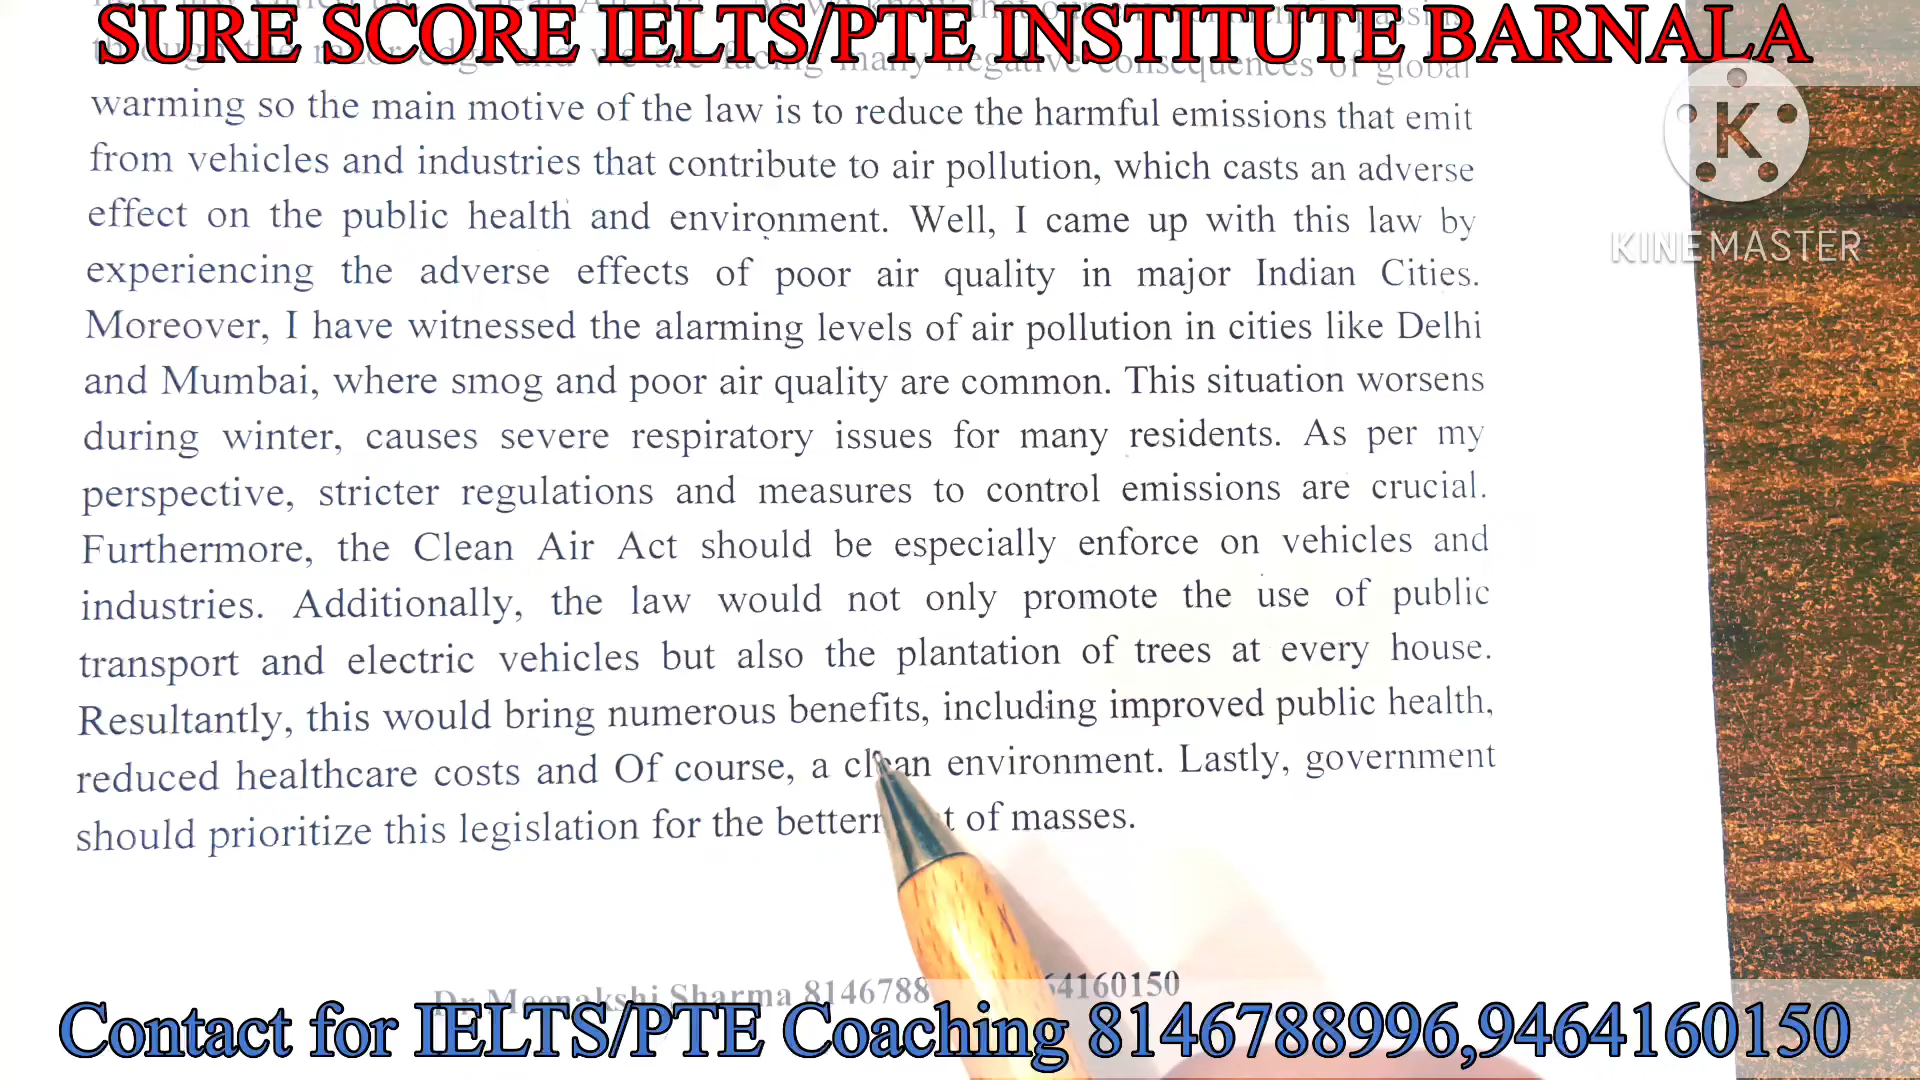 SURE SCORE IELTS/PTE INSTITUTE BARNALA
many negative consequences of global
warming so the main motive of the law is to reduce the harmful emissions that emit
from vehicles and industries that contribute to air pollution, which casts an adverse
effect on the public health and environment. Well, I came up with this law by
experiencing the adverse effects of poor air quality in major Indian Cities.
Moreover, I have witnessed the alarming levels of air pollution in cities like Delhi
and Mumbai, where smog and poor air quality are common. This situation worsens
during winter, causes severe respiratory issues for many residents. As per my
perspective, stricter regulations and measures to control emissions are crucial.
Furthermore, the Clean Air Act should be especially enforce on vehicles and
industries. Additionally, the law would not only promote the use of public
transport and electric vehicles but also the plantation of trees at every house.
Resultantly, this would bring numerous benefits, including improved public health,
reduced healthcare costs and Of course, a clean environment. Lastly, government
should prioritize this legislation for the of masses.
Dr Meenakshi Sharma
Contact for IELTS/PTE Coaching 8146788996,9464160150
K
KINEMASTER